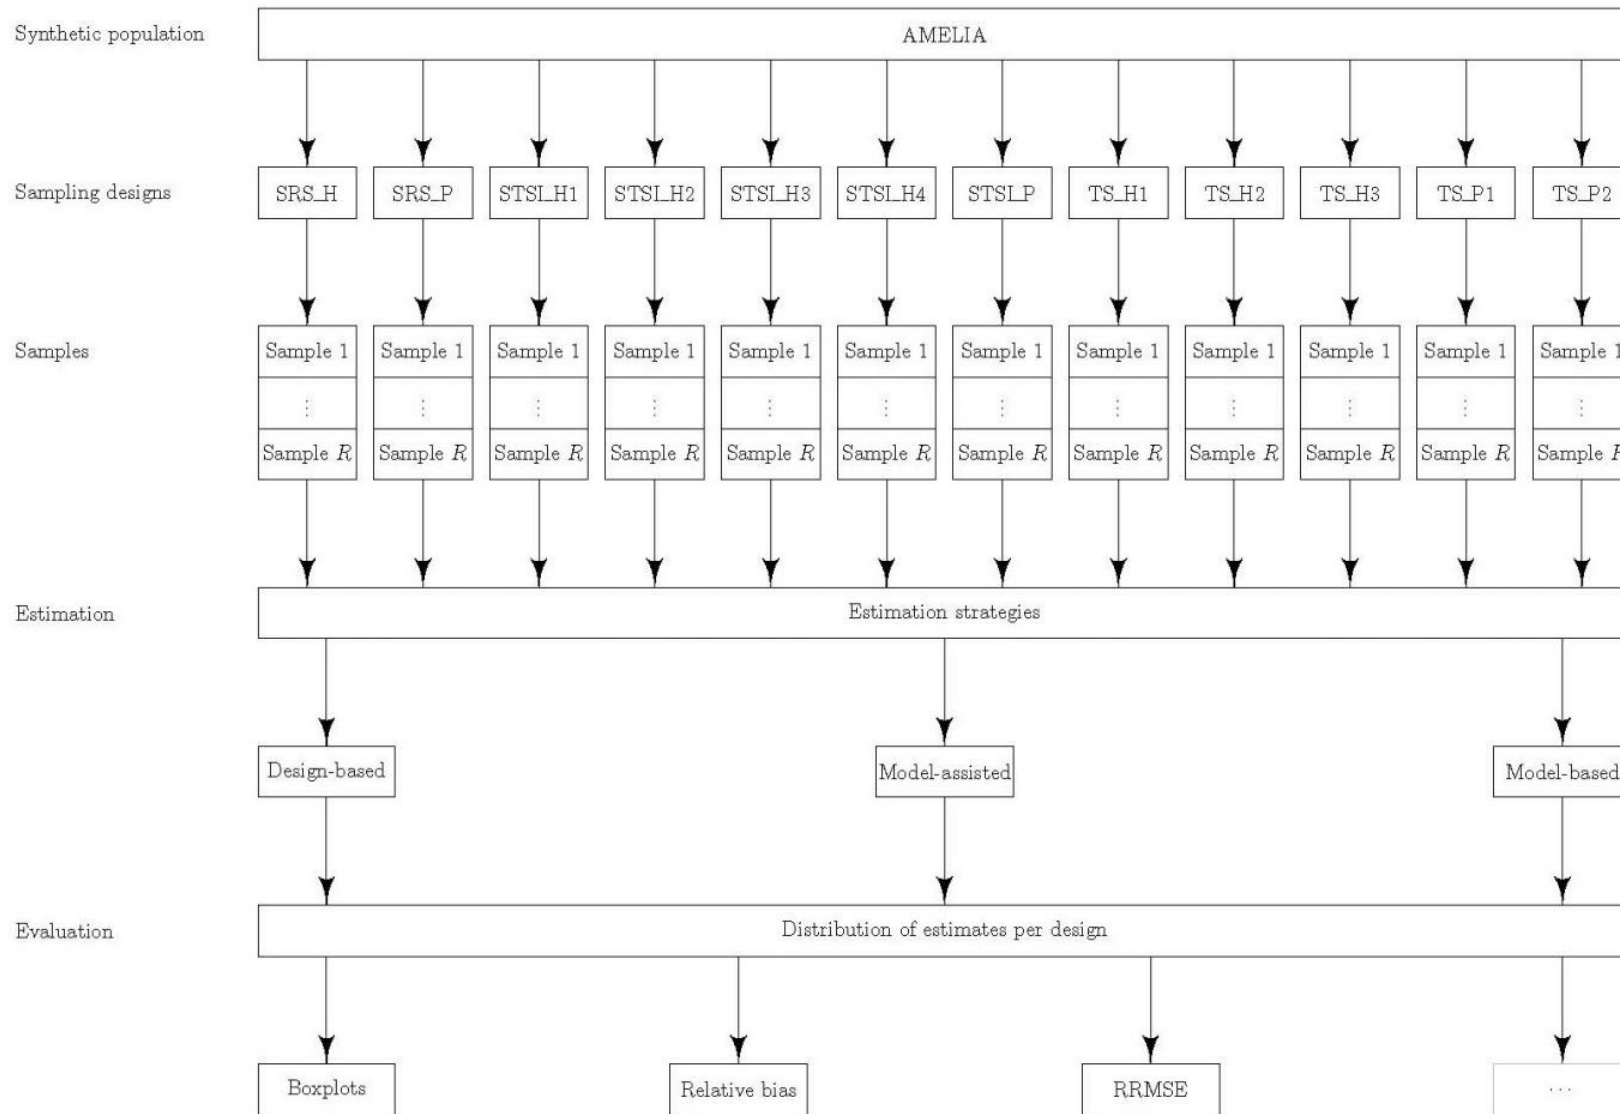 Synthetic population AMELIA
Sampling designs SRS_H SRS_P STSI_H1 STSI_H2 STSI_H3 STSI_H4 STSI_P TS_H1 TS_H2 TS_H3 TS_P1 TS_P2
Samples Sample 1 Sample 1 Sample 1 Sample 1 Sample 1 Sample 1 Sample 1 Sample 1 Sample 1 Sample 1 Sample 1 Sample 1
⋮ ⋮ ⋮ ⋮ ⋮ ⋮ ⋮ ⋮ ⋮ ⋮ ⋮ ⋮
Sample R Sample R Sample R Sample R Sample R Sample R Sample R Sample R Sample R Sample R Sample R Sample R
Estimation Estimation strategies
Design-based Model-assisted Model-based
Evaluation Distribution of estimates per design
Boxplots Relative bias RRMSE ...